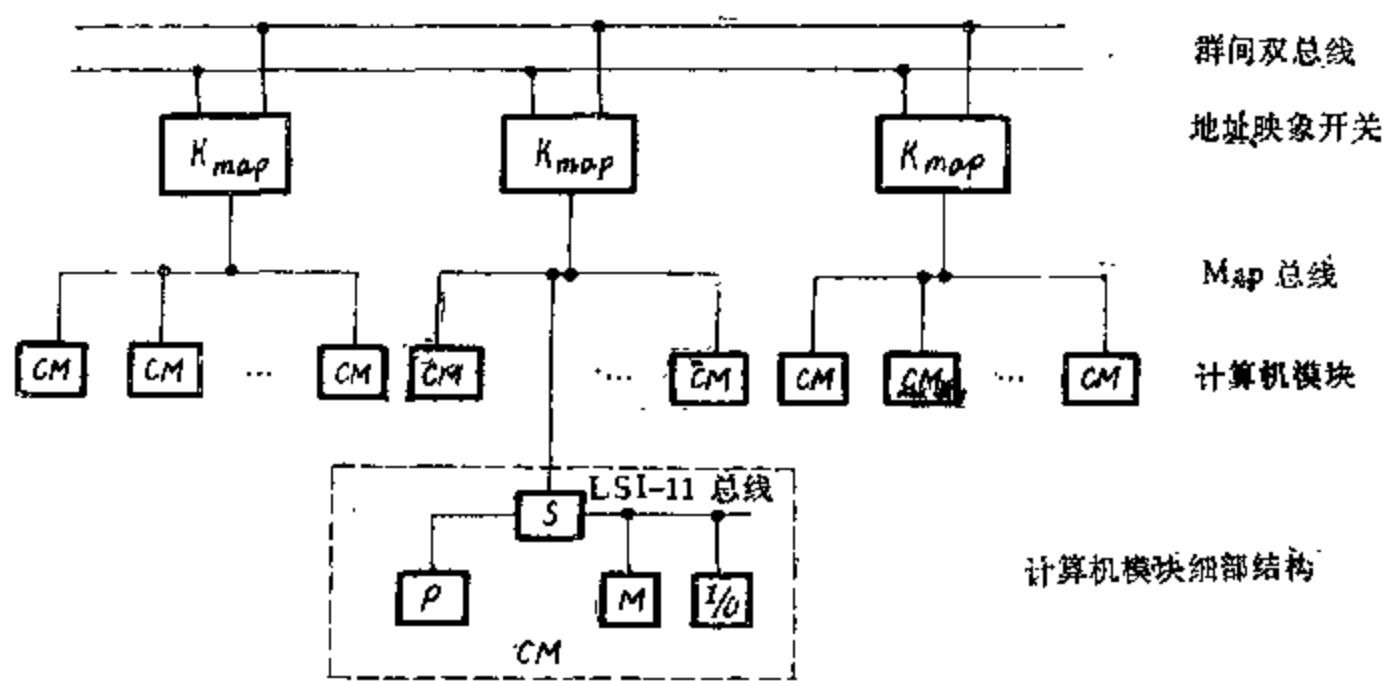 群间双总线
地址映象开关
Kmap Kmap Kmap
Map 总线
CM CM ... CM CM ... CM CM CM ... CM
计算机模块
LSI-11 总线
S
P M I/O
计算机模块细部结构
CM